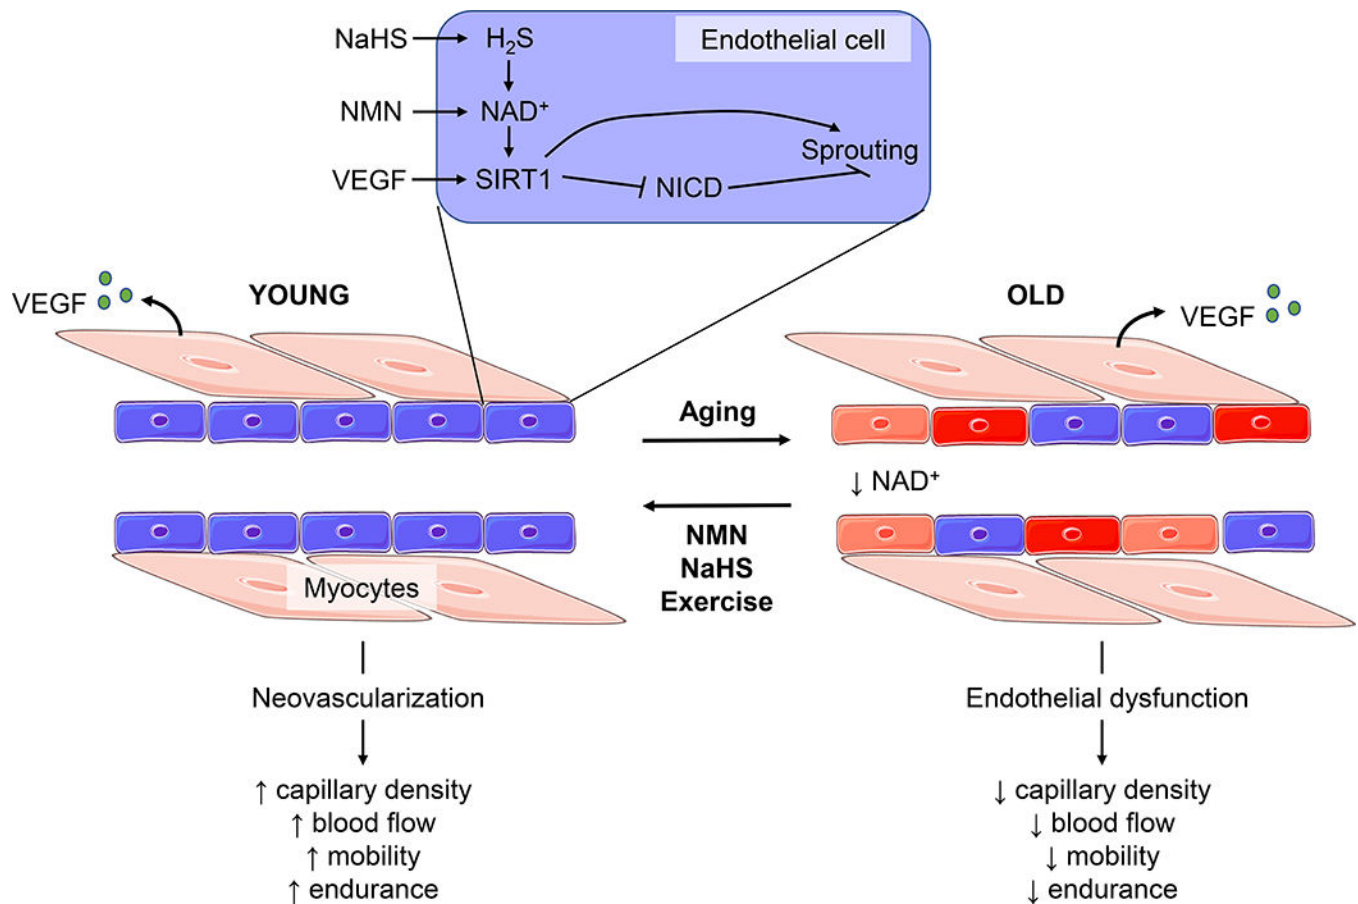 NaHS
H₂S
Endothelial cell
NMN
NAD⁺
Sprouting
VEGF
SIRT1
NICD
VEGF
YOUNG
OLD
VEGF
Aging
↓ NAD⁺
NMN
NaHS
Exercise
Myocytes
Neovascularization
↑ capillary density
↑ blood flow
↑ mobility
↑ endurance
Endothelial dysfunction
↓ capillary density
↓ blood flow
↓ mobility
↓ endurance